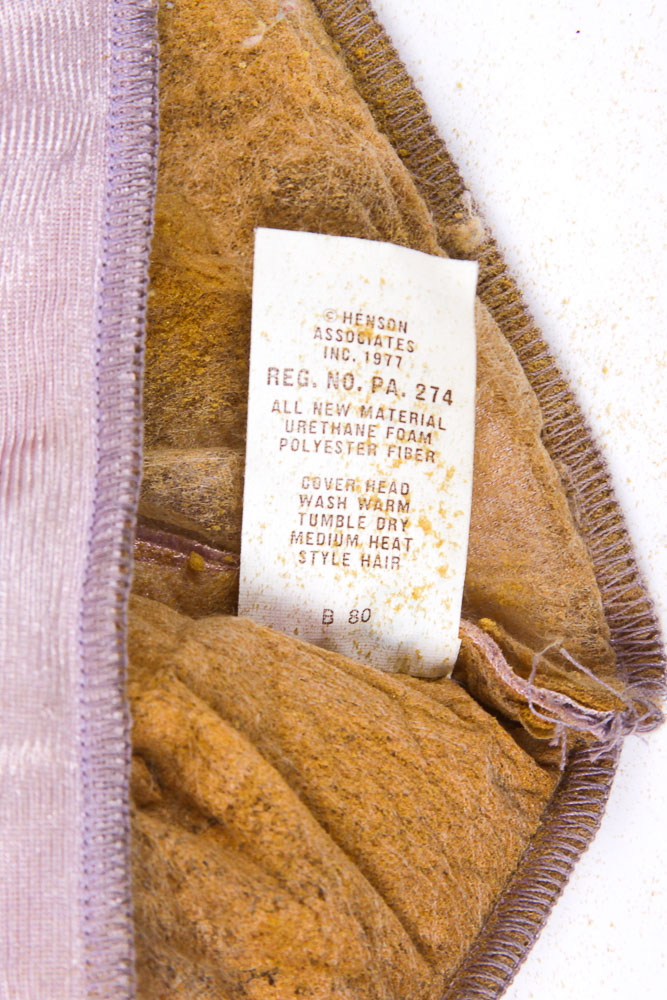 © HENSON
ASSOCIATES
INC. 1977
REG. NO. PA. 274
ALL NEW MATERIAL
URETHANE FOAM
POLYESTER FIBER
COVER HEAD
WASH WARM
TUMBLE DRY
MEDIUM HEAT
STYLE HAIR
B 80